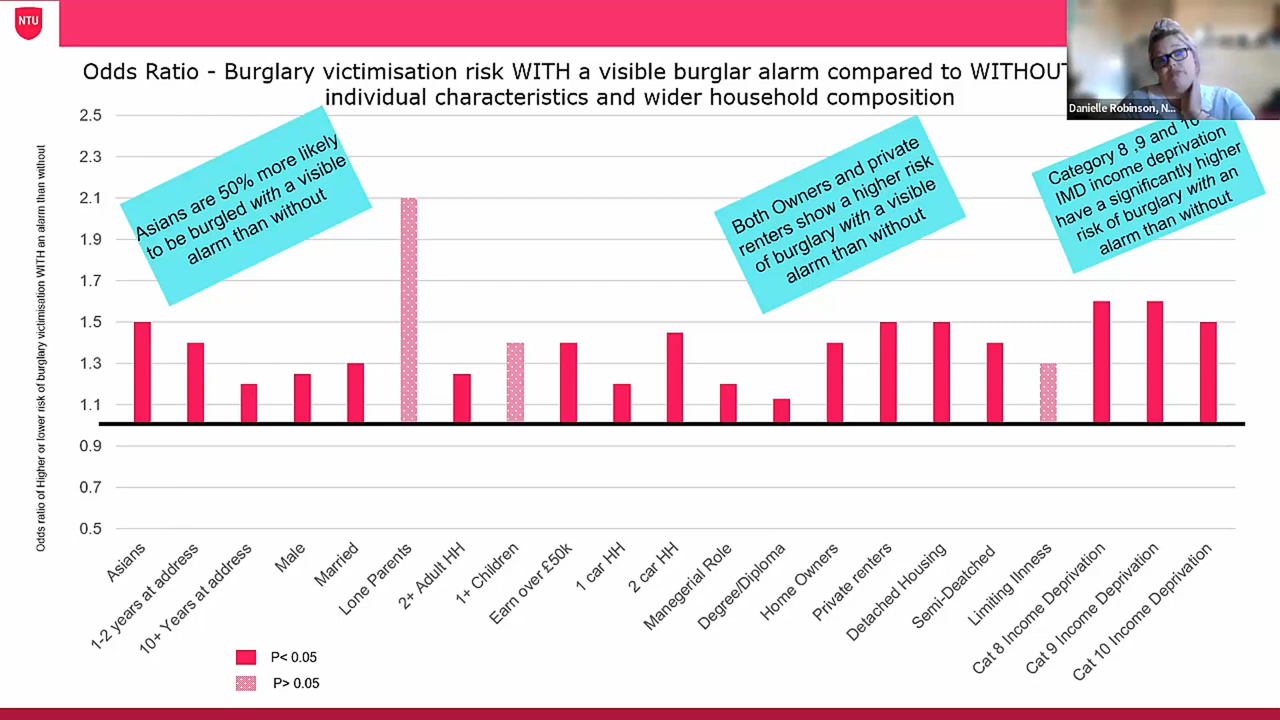 NTU
Odds Ratio - Burglary victimisation risk WITH a visible burglar alarm compared to WITHOUT
individual characteristics and wider household composition
Danielle Robinson, N...
Odds ratio of Higher or lower risk of burglary victimisation WITH an alarm than without
2.5
2.3
2.1
1.9
1.7
1.5
1.3
1.1
0.9
0.7
0.5
Asians are 50% more likely
to be burgled with a visible
alarm than without
Both Owners and private
renters show a higher risk
of burglary with a visible
alarm than without
Category 8 ,9 and 10
IMD income deprivation
have a significantly higher
risk of burglary with an
alarm than without
Asians
1-2 years at address
10+ Years at address
Male
Married
Lone Parents
2+ Adult HH
1+ Children
Earn over £50k
1 car HH
2 car HH
Manegerial Role
Degree/Diploma
Home Owners
Private renters
Detached Housing
Semi-Deatched
Limiting Illness
Cat 8 Income Deprivation
Cat 9 Income Deprivation
Cat 10 Income Deprivation
P< 0.05
P> 0.05